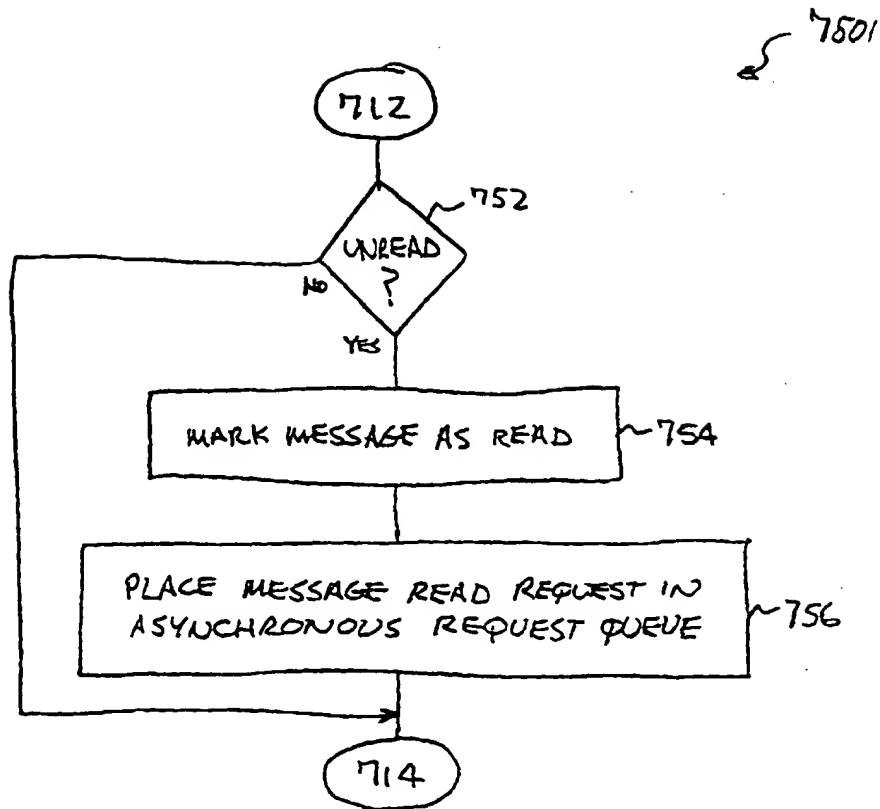 7501
712
752
UNREAD
?
NO
YES
MARK MESSAGE AS READ
754
PLACE MESSAGE READ REQUEST IN
ASYNCHRONOUS REQUEST QUEUE
756
714